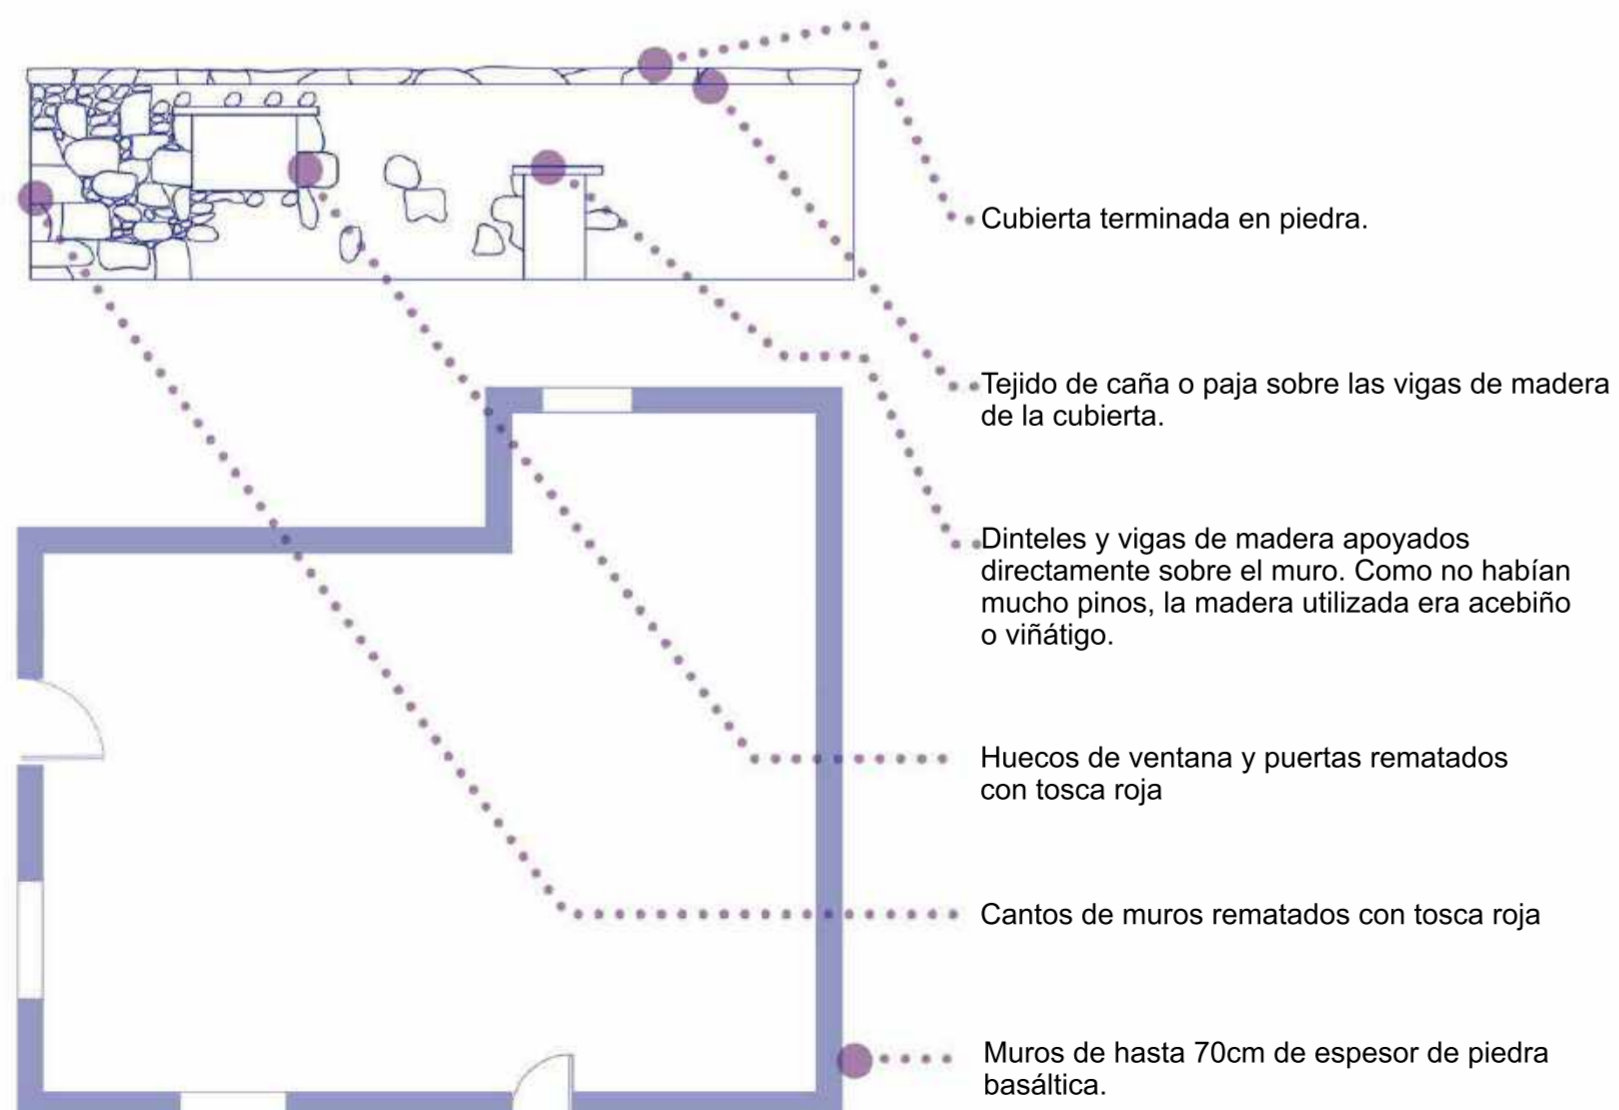 Cubierta terminada en piedra.
Tejido de caña o paja sobre las vigas de madera
de la cubierta.
Dinteles y vigas de madera apoyados
directamente sobre el muro. Como no habían
mucho pinos, la madera utilizada era acebiño
o viñátigo.
Huecos de ventana y puertas rematados
con tosca roja
Cantos de muros rematados con tosca roja
Muros de hasta 70cm de espesor de piedra
basáltica.